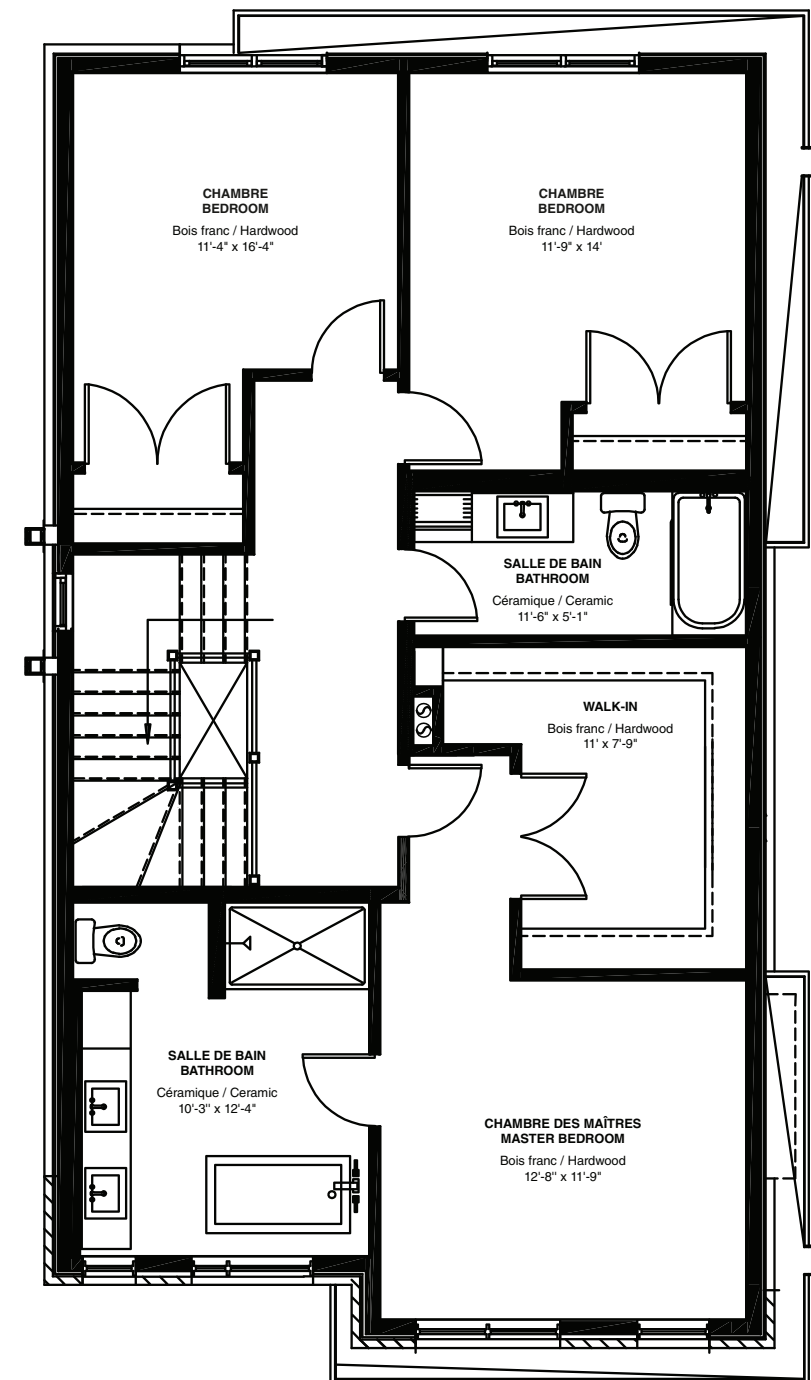 CHAMBRE
BEDROOM
Bois franc / Hardwood
11'-4" x 16'-4"
CHAMBRE
BEDROOM
Bois franc / Hardwood
11'-9" x 14'
SALLE DE BAIN
BATHROOM
Céramique / Ceramic
11'-6" x 5'-1"
WALK-IN
Bois franc / Hardwood
11' x 7'-9"
SALLE DE BAIN
BATHROOM
Céramique / Ceramic
10'-3" x 12'-4"
CHAMBRE DES MAÎTRES
MASTER BEDROOM
Bois franc / Hardwood
12'-8" x 11'-9"